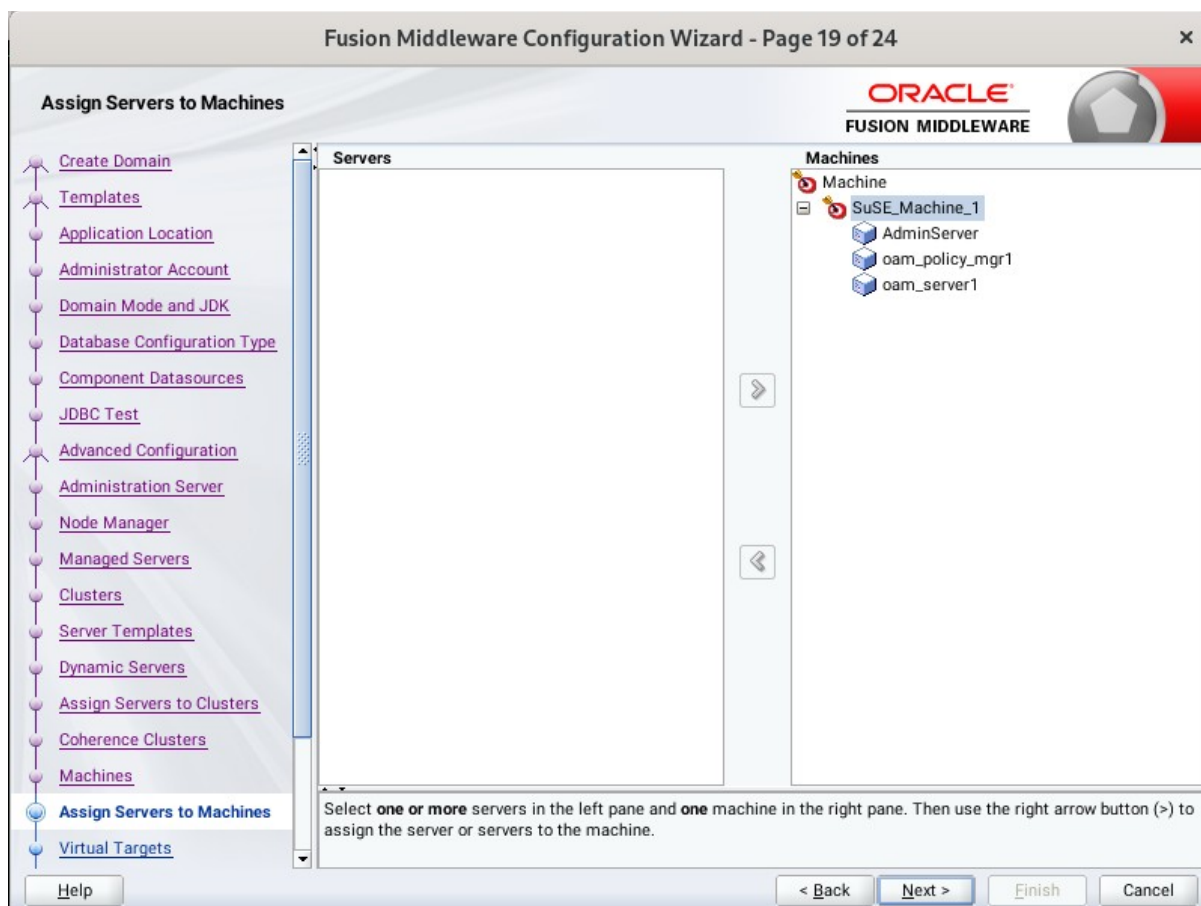 Fusion Middleware Configuration Wizard - Page 19 of 24
Assign Servers to Machines
ORACLE
FUSION MIDDLEWARE
Create Domain
Templates
Application Location
Administrator Account
Domain Mode and JDK
Database Configuration Type
Component Datasources
JDBC Test
Advanced Configuration
Administration Server
Node Manager
Managed Servers
Clusters
Server Templates
Dynamic Servers
Assign Servers to Clusters
Coherence Clusters
Machines
Assign Servers to Machines
Virtual Targets
Servers
Machines
Machine
SuSE_Machine_1
AdminServer
oam_policy_mgr1
oam_server1
Select one or more servers in the left pane and one machine in the right pane. Then use the right arrow button (>) to
assign the server or servers to the machine.
Help
< Back
Next >
Finish
Cancel